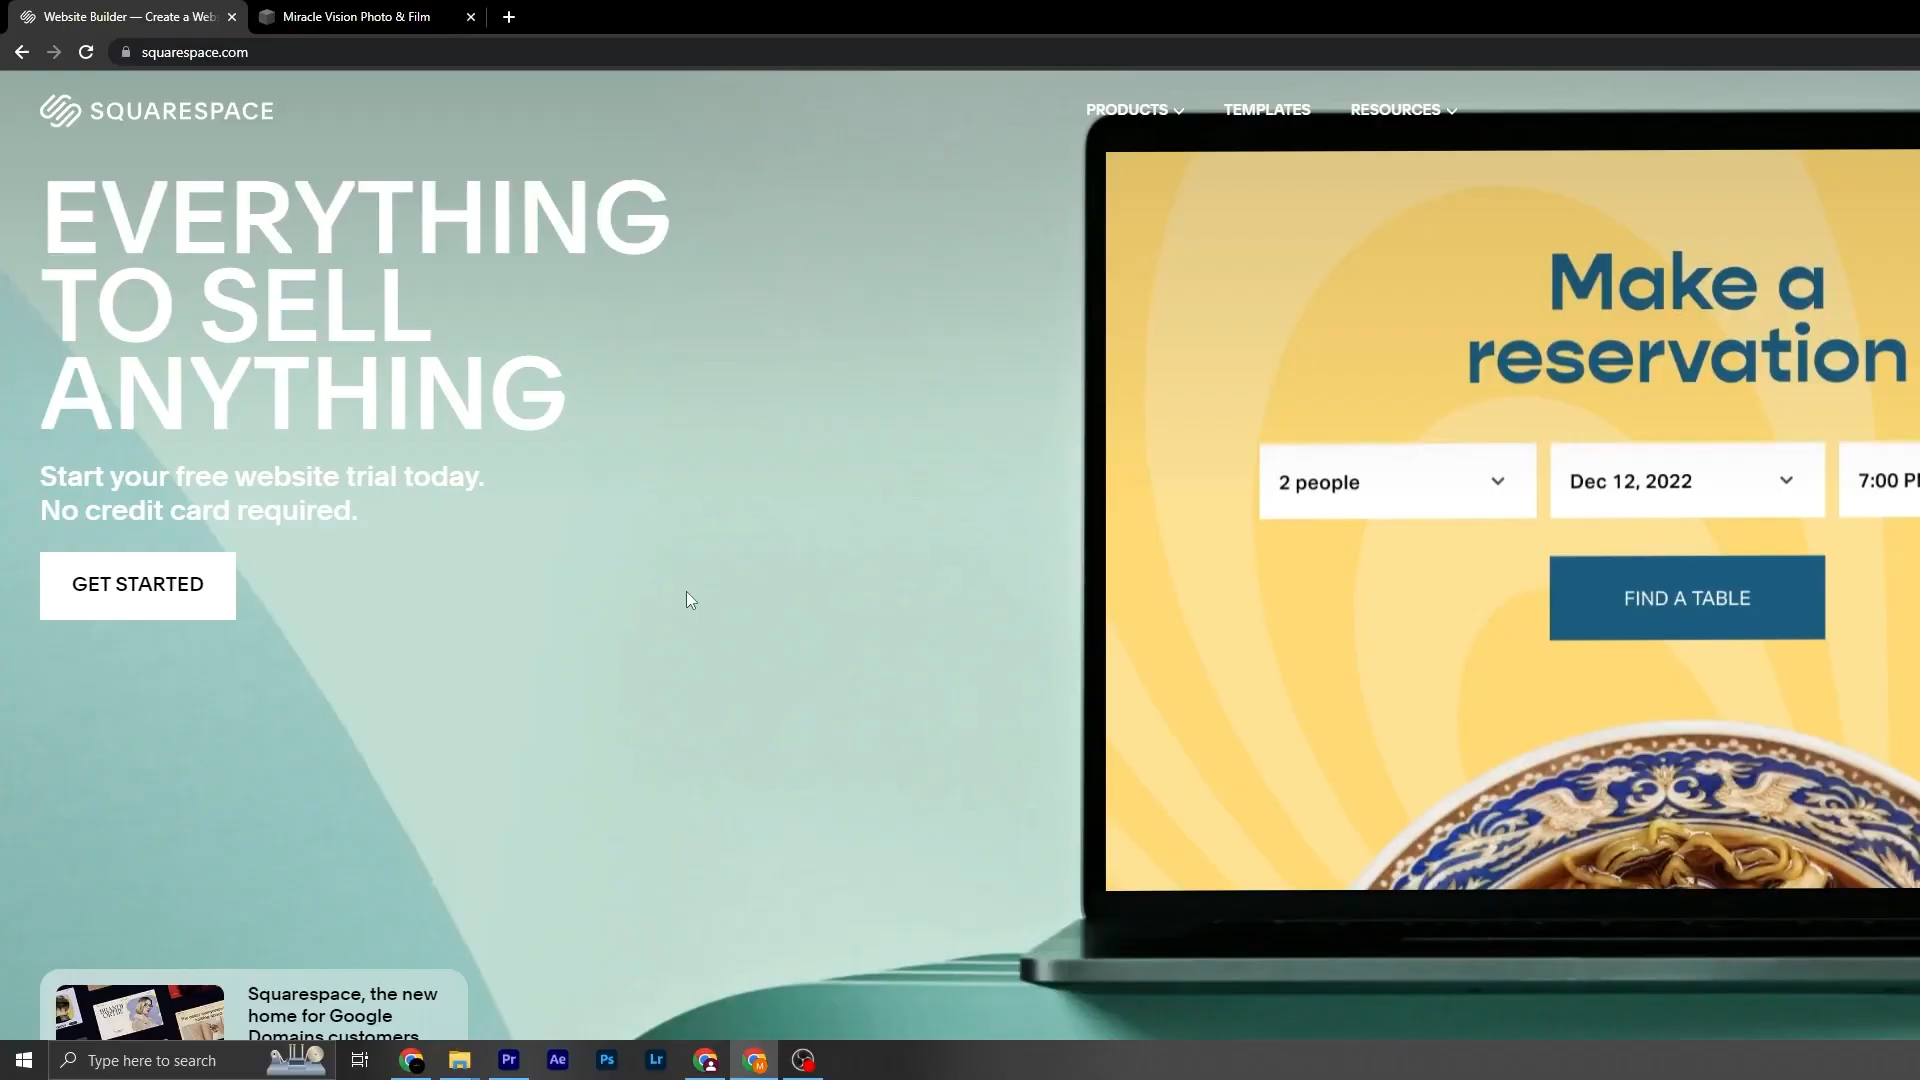 Website Builder — Create a Web
Miracle Vision Photo & Film
squarespace.com
SQUARESPACE
PRODUCTS
TEMPLATES
RESOURCES
EVERYTHING
TO SELL
ANYTHING
Start your free website trial today.
No credit card required.
GET STARTED
Make a
reservation
2 people
Dec 12, 2022
7:00 P
FIND A TABLE
Squarespace, the new
home for Google
Domains customers
Type here to search
Pr
Ae
Ps
Lr
M